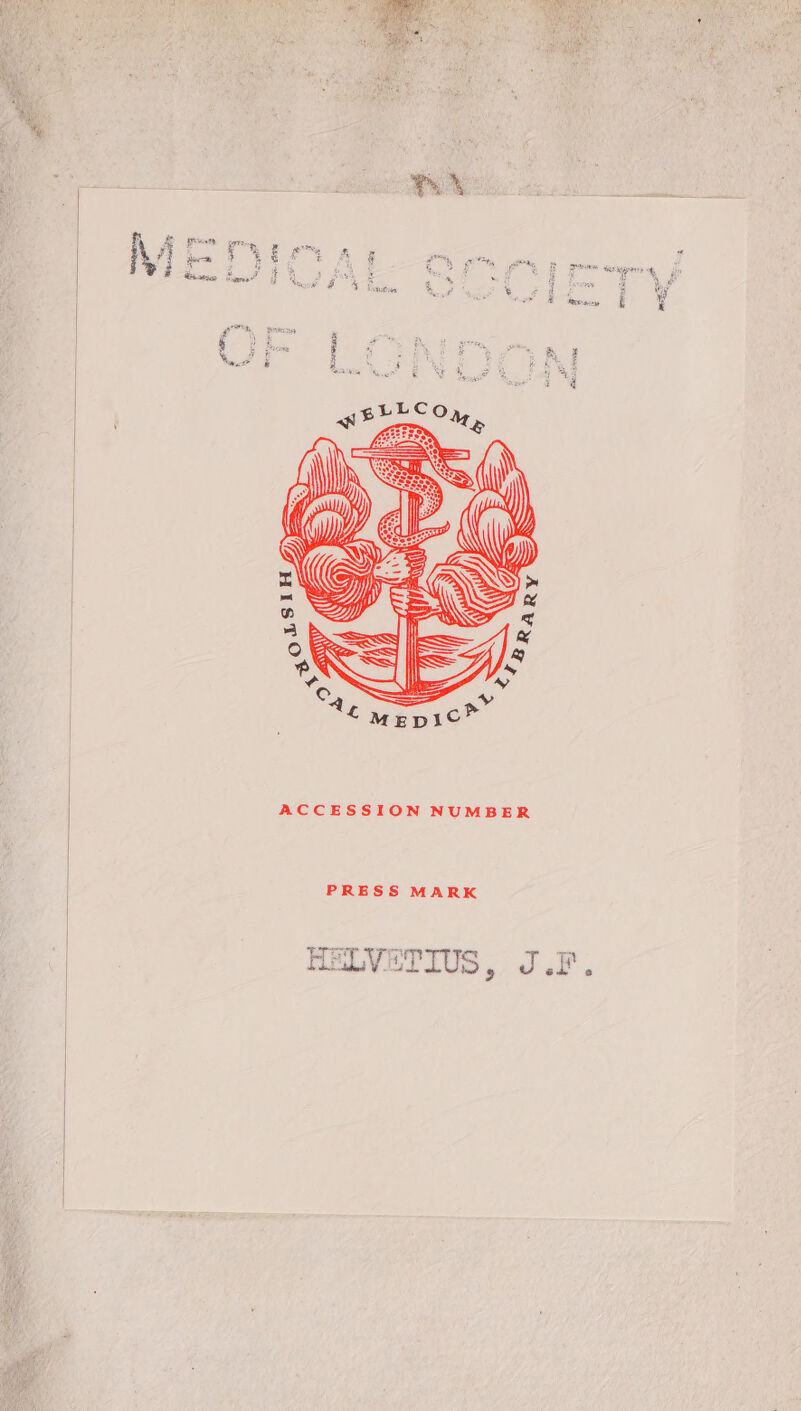 MEDICAL SOCIETY
OF LONDON
WELLCOME
HISTORICAL MEDICAL LIBRARY
ACCESSION NUMBER
PRESS MARK
HELVETIUS, J.F.